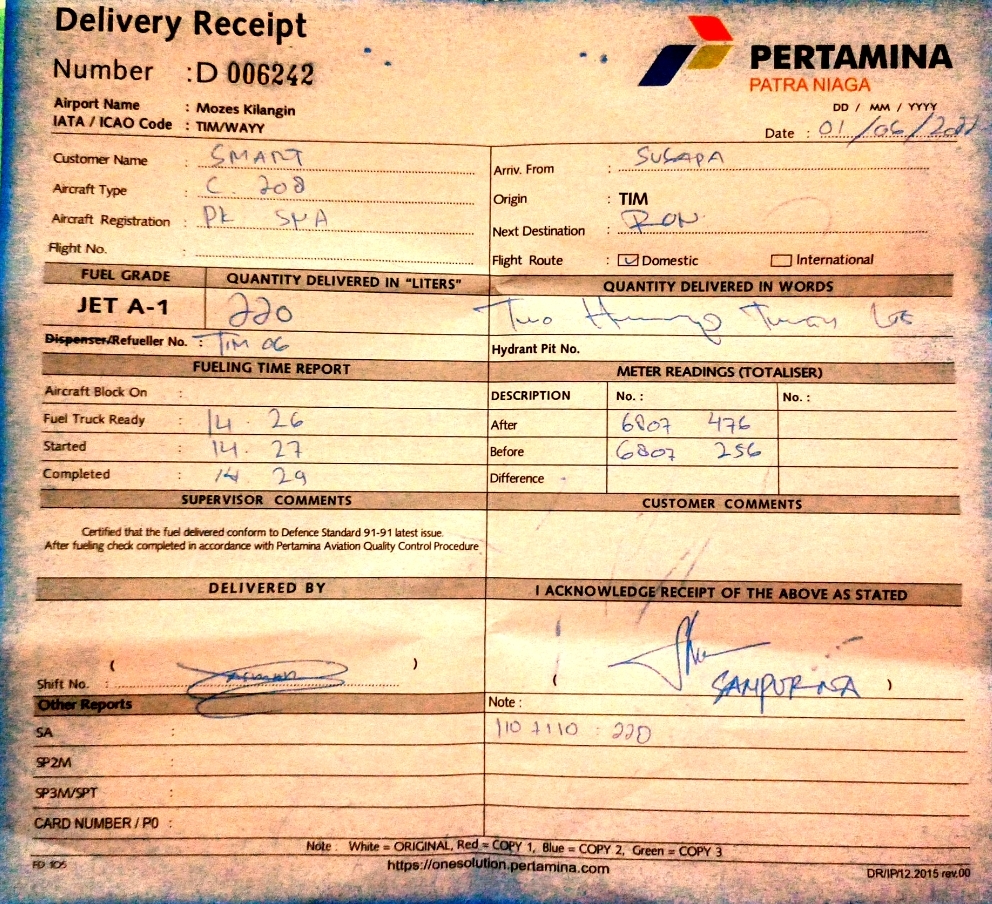 Delivery Receipt
PERTAMINA
PATRA NIAGA
Number : D 006242
Airport Name : Mozes Kilangin
IATA / ICAO Code : TIM/WAYY
DD / MM / YYYY
Date : 01 / 06 /
Customer Name : SMART
Arriv. From : SUGAPA
Aircraft Type : C. 208
Origin : TIM
Aircraft Registration : PK
Next Destination : RON
Flight No. :
Flight Route : Domestic International
FUEL GRADE QUANTITY DELIVERED IN "LITERS" QUANTITY DELIVERED IN WORDS
JET A-1 220 Two
Dispenser/Refueller No. : TIM 06
Hydrant Pit No.
FUELING TIME REPORT METER READINGS (TOTALISER)
Aircraft Block On :
DESCRIPTION No. : No. :
Fuel Truck Ready : 14 . 26
After 6807 476
Started : 14 . 27
Before 6807 256
Completed : 14 29
Difference
SUPERVISOR COMMENTS CUSTOMER COMMENTS
Certified that the fuel delivered conform to Defence Standard 91-91 latest issue.
After fueling check completed in accordance with Pertamina Aviation Quality Control Procedure
DELIVERED BY I ACKNOWLEDGE RECEIPT OF THE ABOVE AS STATED
( )
( SAMPURNA )
Shift No. :
Other Reports Note :
SA : 110 + 110 : 220
SP2M :
SP3M/SPT :
CARD NUMBER / P0 :
Note : White = ORIGINAL, Red = COPY 1, Blue = COPY 2, Green = COPY 3
FD 105 https://onesolution.pertamina.com DR/IP/12.2015 rev.00